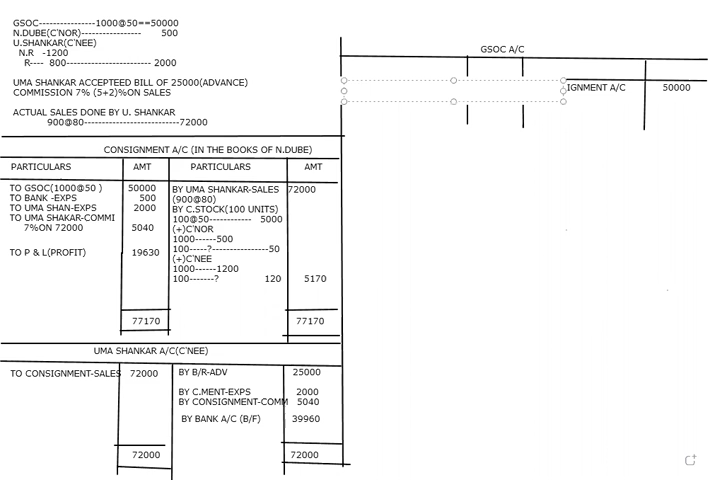 GSOC----------------1000@50==50000
N.DUBE(C'NOR)----------------- 500
U.SHANKAR(C'NEE)
N.R -1200
R---- 800------------------------ 2000
UMA SHANKAR ACCEPTEED BILL OF 25000(ADVANCE)
COMMISSION 7% (5+2)%ON SALES
ACTUAL SALES DONE BY U. SHANKAR
900@80---------------------------72000
CONSIGNMENT A/C (IN THE BOOKS OF N.DUBE)
PARTICULARS AMT PARTICULARS AMT
TO GSOC(1000@50 ) 50000 BY UMA SHANKAR-SALES 72000
TO BANK -EXPS 500 (900@80)
TO UMA SHAN-EXPS 2000 BY C.STOCK(100 UNITS)
TO UMA SHAKAR-COMMI 100@50------------ 5000
7%ON 72000 5040 (+)C'NOR
1000------500
TO P & L(PROFIT) 19630 100-----?----------------50
(+)C'NEE
1000------1200
100-------? 120 5170
77170 77170
UMA SHANKAR A/C(C'NEE)
TO CONSIGNMENT-SALES 72000 BY B/R-ADV 25000
BY C.MENT-EXPS 2000
BY CONSIGNMENT-COMM 5040
BY BANK A/C (B/F) 39960
72000 72000
GSOC A/C
IGNMENT A/C 50000